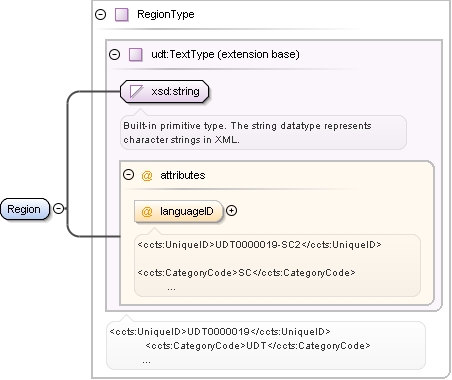 RegionType
udt:TextType (extension base)
xsd:string
Built-in primitive type. The string datatype represents
character strings in XML.
@ attributes
Region
@ languageID
<ccts:UniqueID>UDT0000019-SC2</ccts:UniqueID>
<ccts:CategoryCode>SC</ccts:CategoryCode>
...
<ccts:UniqueID>UDT0000019</ccts:UniqueID>
<ccts:CategoryCode>UDT</ccts:CategoryCode>
...